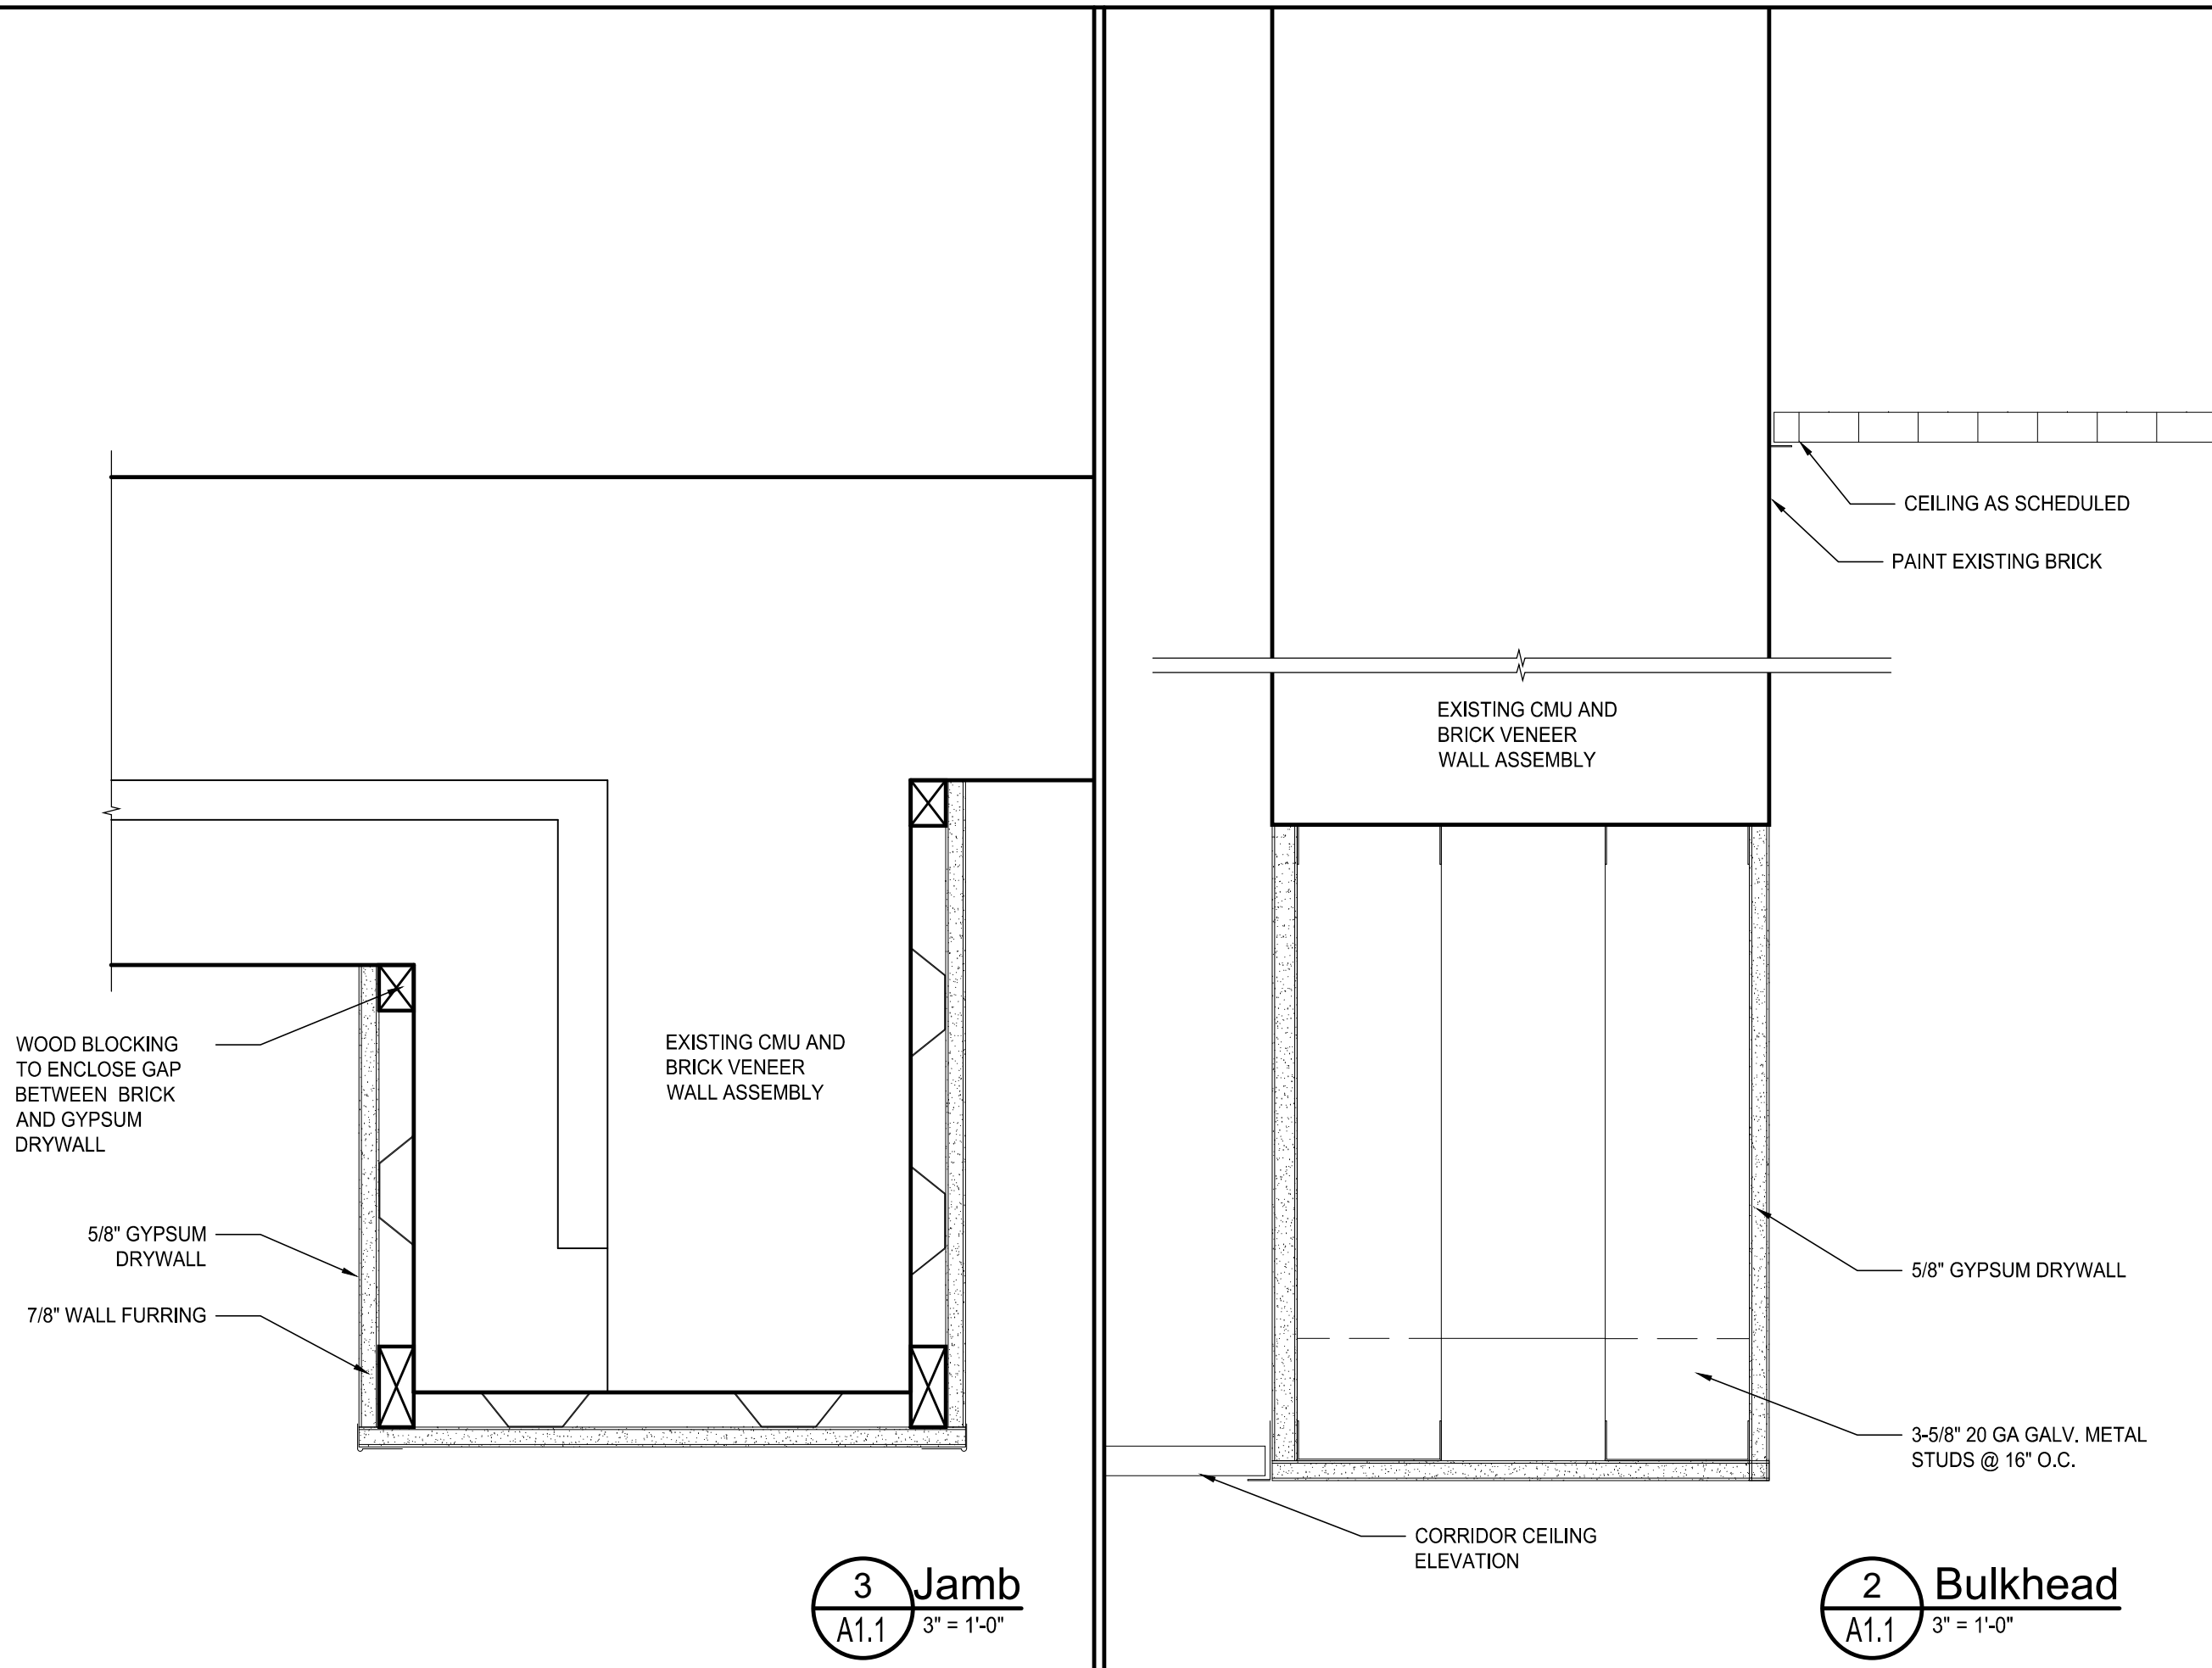 WOOD BLOCKING
TO ENCLOSE GAP
BETWEEN BRICK
AND GYPSUM
DRYWALL
5/8" GYPSUM
DRYWALL
7/8" WALL FURRING
EXISTING CMU AND
BRICK VENEER
WALL ASSEMBLY
3
A1.1
Jamb
3" = 1'-0"
CEILING AS SCHEDULED
PAINT EXISTING BRICK
EXISTING CMU AND
BRICK VENEER
WALL ASSEMBLY
5/8" GYPSUM DRYWALL
3-5/8" 20 GA GALV. METAL
STUDS @ 16" O.C.
CORRIDOR CEILING
ELEVATION
2
A1.1
Bulkhead
3" = 1'-0"